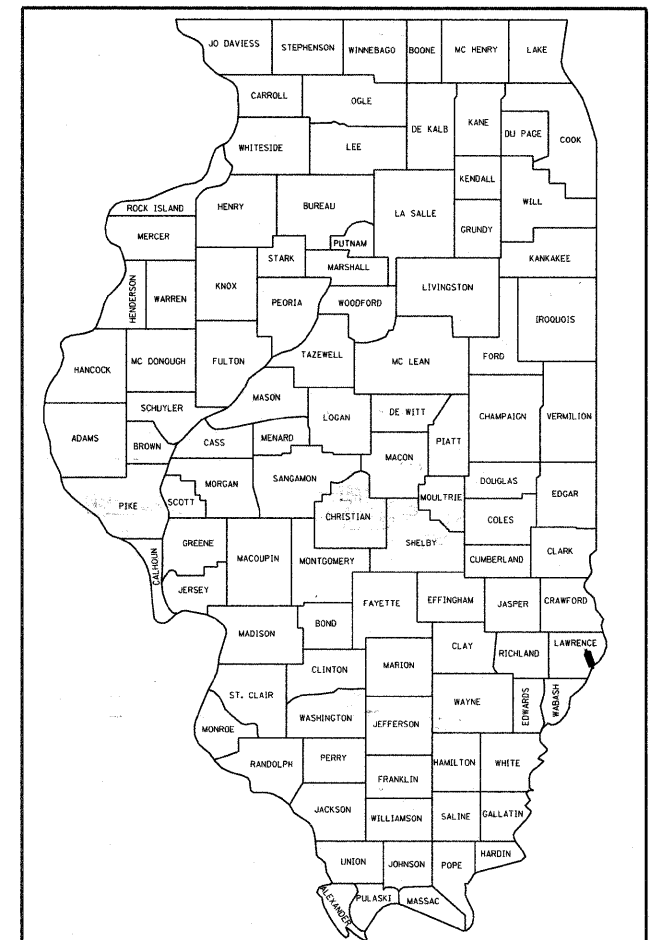 JO DAVIESS
STEPHENSON
WINNEBAGO
BOONE
MC HENRY
LAKE
CARROLL
OGLE
DE KALB
KANE
DU PAGE
COOK
WHITESIDE
LEE
KENDALL
WILL
ROCK ISLAND
HENRY
BUREAU
LA SALLE
GRUNDY
MERCER
PUTNAM
KANKAKEE
STARK
MARSHALL
HENDERSON
WARREN
KNOX
PEORIA
WOODFORD
LIVINGSTON
IROQUOIS
HANCOCK
MC DONOUGH
FULTON
TAZEWELL
MC LEAN
FORD
SCHUYLER
MASON
LOGAN
DE WITT
CHAMPAIGN
VERMILION
ADAMS
BROWN
CASS
MENARD
MACON
PIATT
PIKE
SCOTT
MORGAN
SANGAMON
CHRISTIAN
MOULTRIE
DOUGLAS
EDGAR
COLES
SHELBY
CALHOUN
GREENE
MACOUPIN
MONTGOMERY
CUMBERLAND
CLARK
JERSEY
FAYETTE
EFFINGHAM
JASPER
CRAWFORD
MADISON
BOND
CLAY
RICHLAND
LAWRENCE
CLINTON
MARION
ST. CLAIR
WAYNE
EDWARDS
WABASH
MONROE
WASHINGTON
JEFFERSON
RANDOLPH
PERRY
FRANKLIN
HAMILTON
WHITE
JACKSON
WILLIAMSON
SALINE
GALLATIN
UNION
JOHNSON
POPE
HARDIN
ALEXANDER
PULASKI
MASSAC